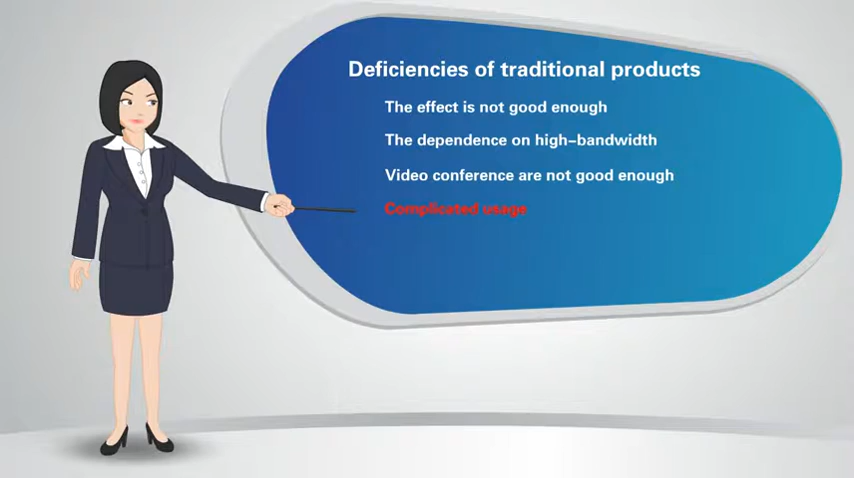 Deficiencies of traditional products
The effect is not good enough
The dependence on high-bandwidth
Video conference are not good enough
Complicated usage